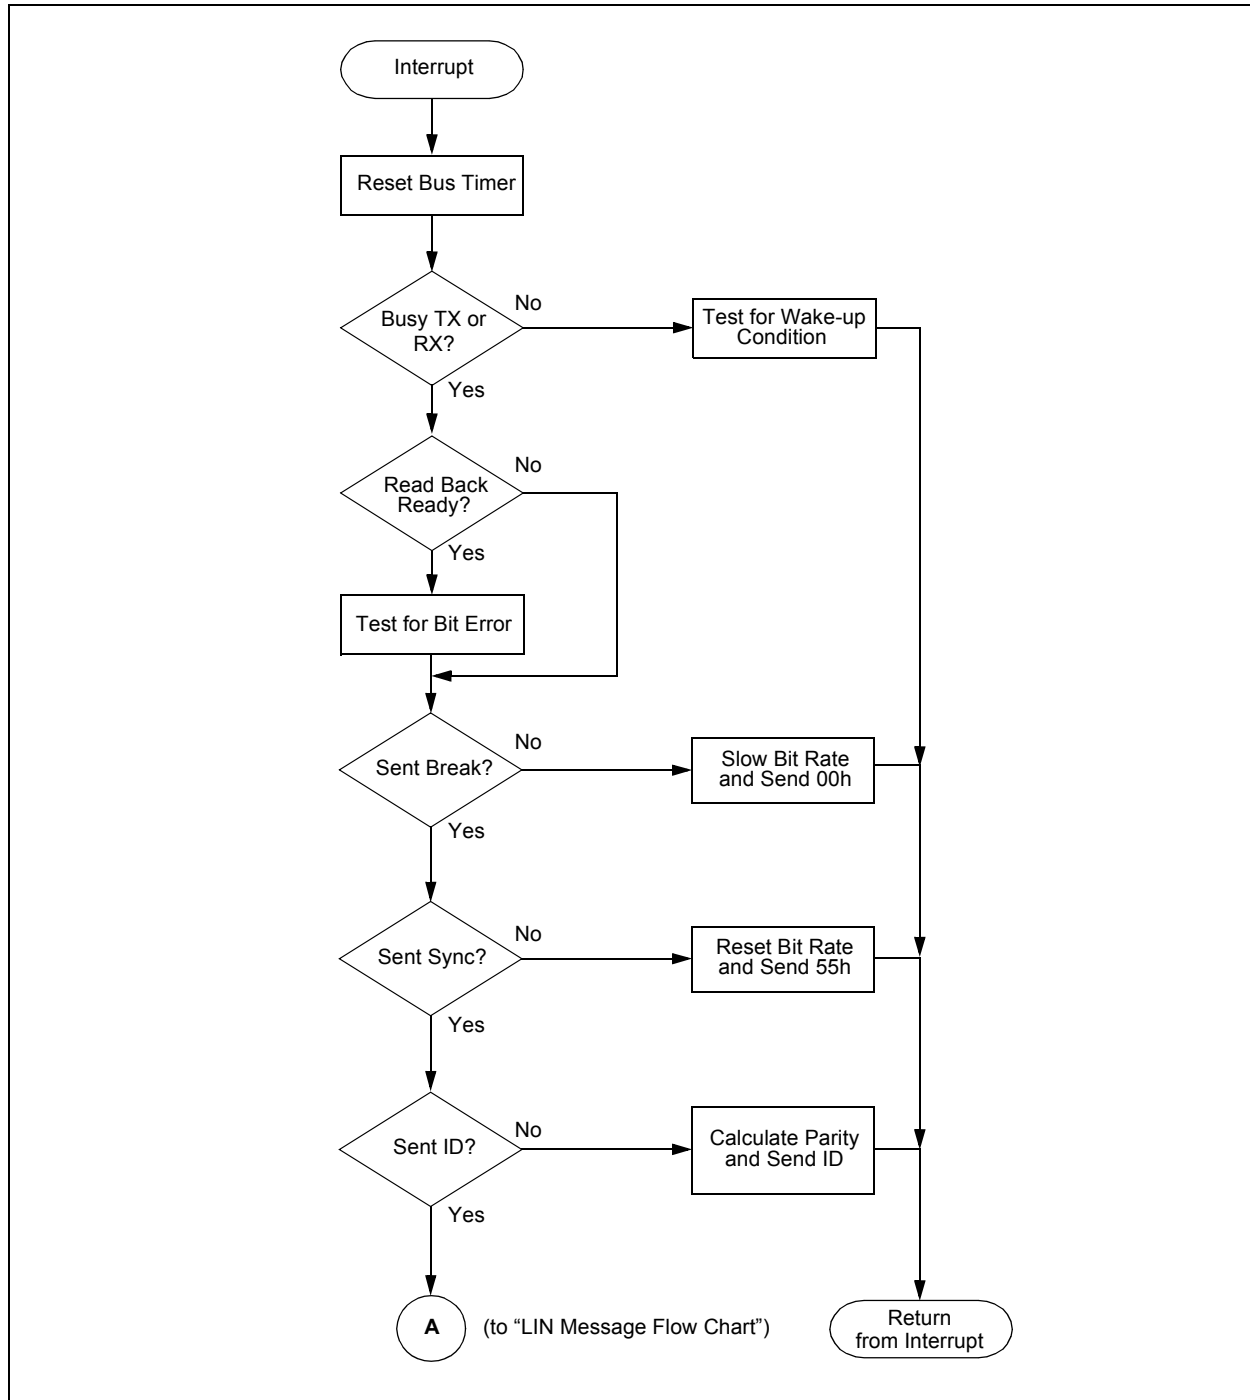 Interrupt
Reset Bus Timer
Busy TX or
RX?
No
Test for Wake-up
Condition
Yes
Read Back
Ready?
No
Yes
Test for Bit Error
Sent Break?
No
Slow Bit Rate
and Send 00h
Yes
Sent Sync?
No
Reset Bit Rate
and Send 55h
Yes
Sent ID?
No
Calculate Parity
and Send ID
Yes
A
(to “LIN Message Flow Chart”)
Return
from Interrupt